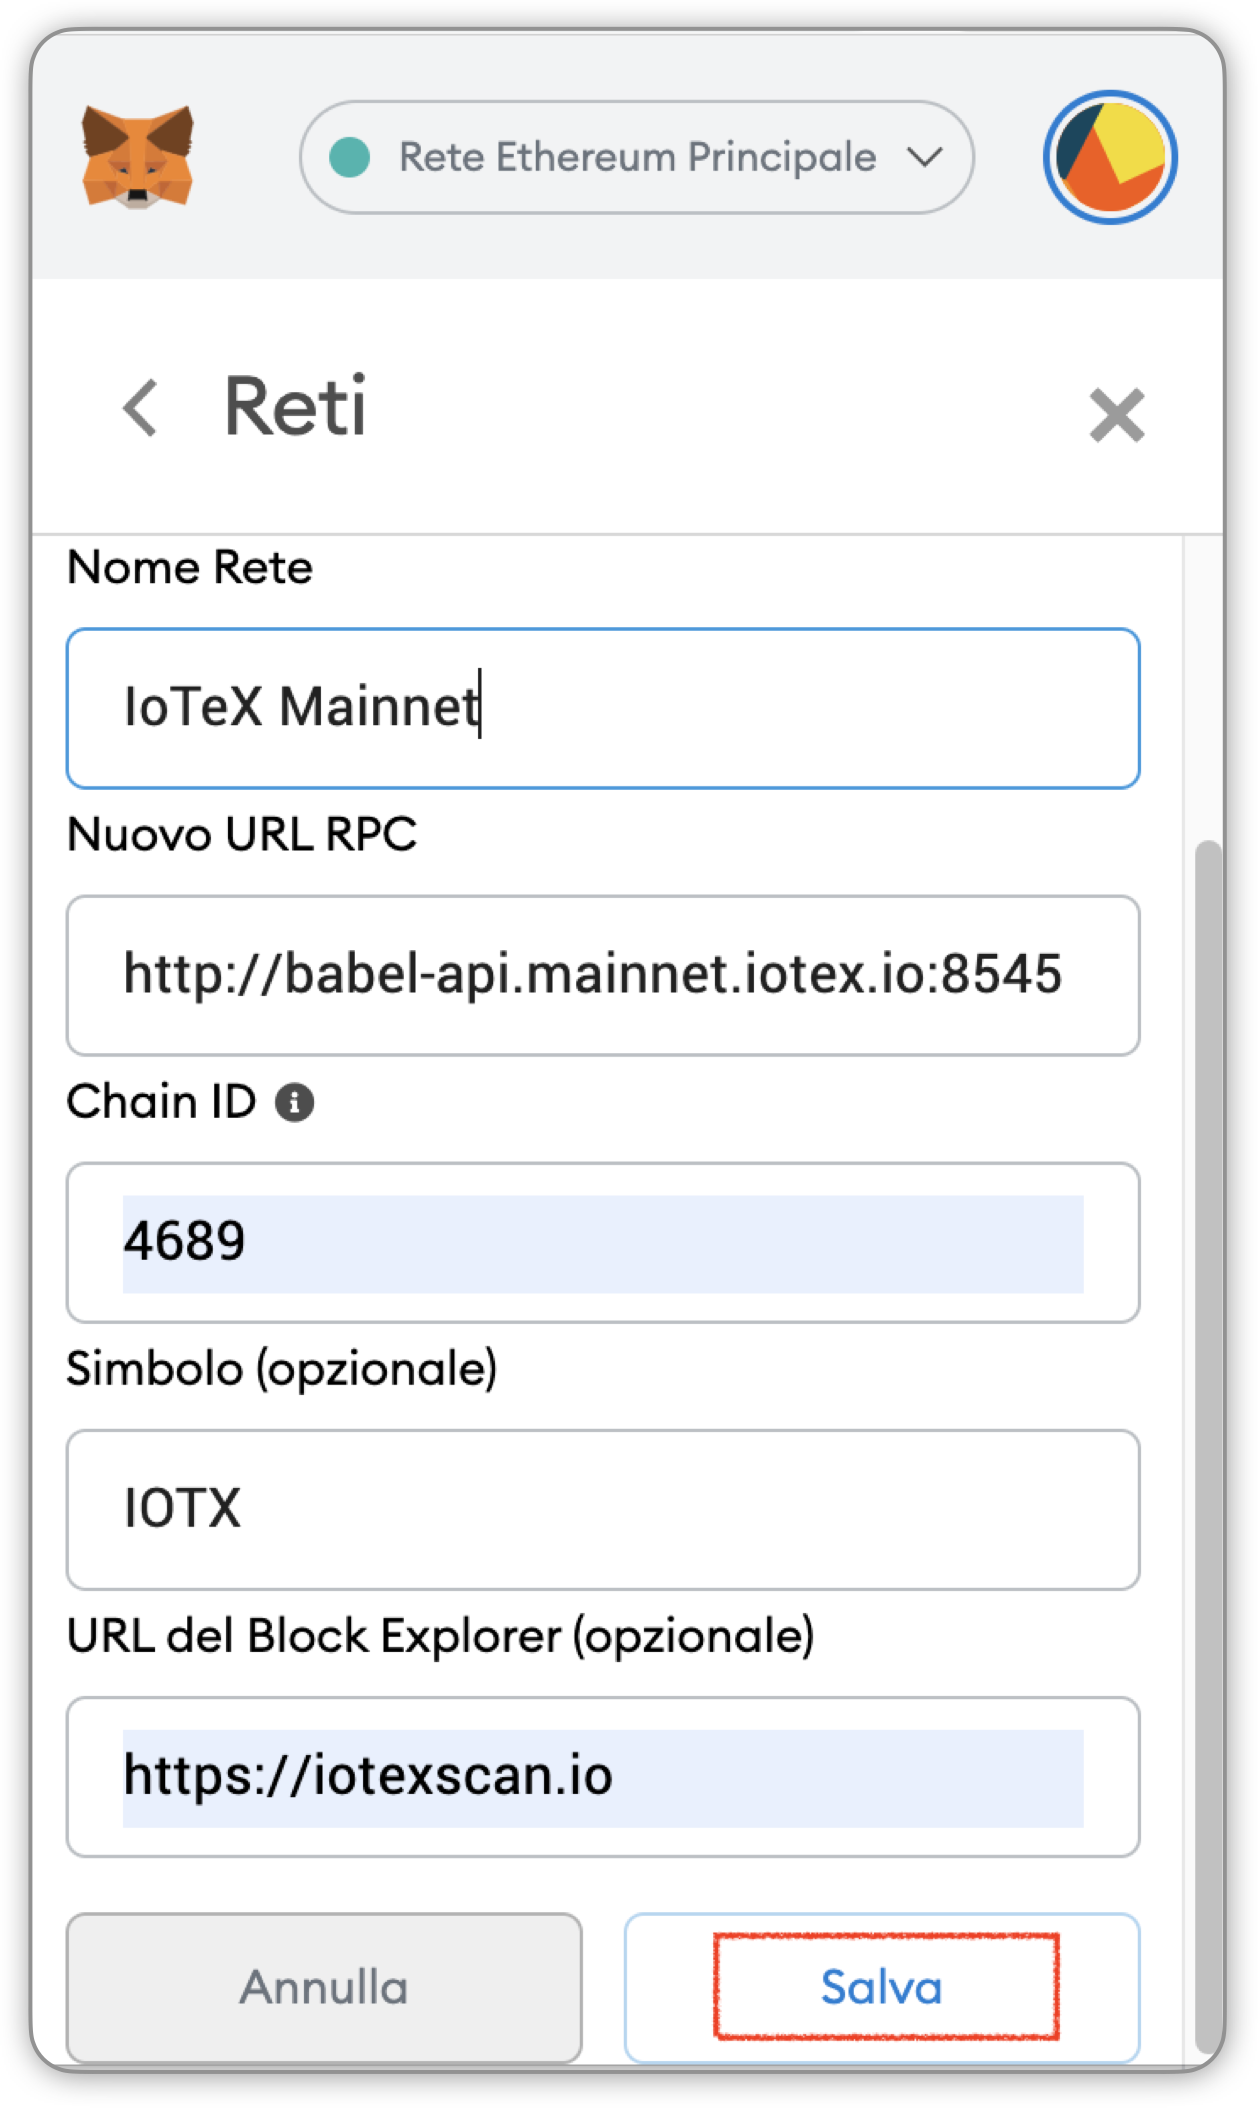 Rete Ethereum Principale
Reti
Nome Rete
IoTeX Mainnet
Nuovo URL RPC
http://babel-api.mainnet.iotex.io:8545
Chain ID
4689
Simbolo (opzionale)
IOTX
URL del Block Explorer (opzionale)
https://iotexscan.io
Annulla
Salva